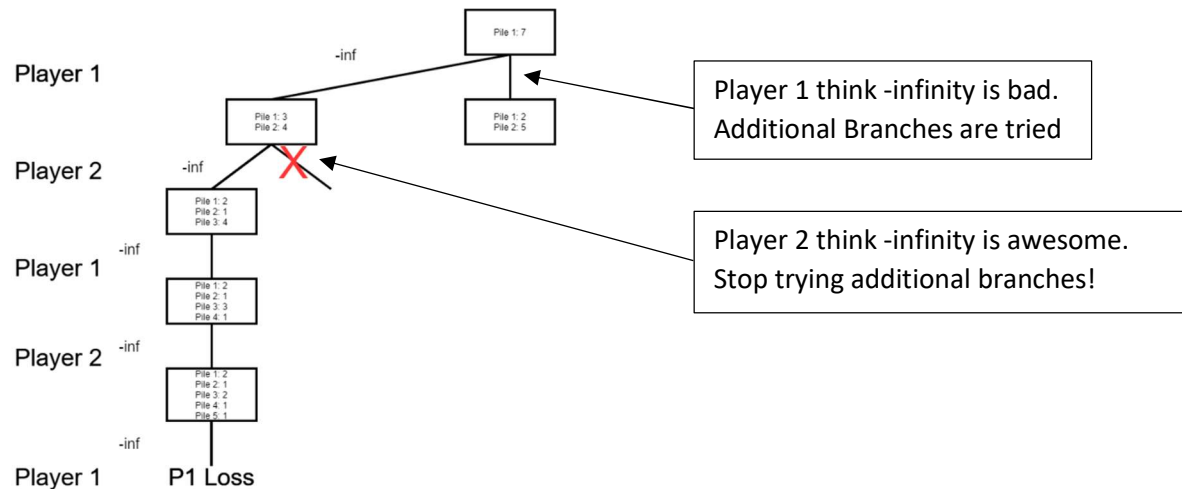 Pile 1: 7
-inf
Player 1
Player 1 think -infinity is bad.
Additional Branches are tried
Pile 1: 3
Pile 2: 4
Pile 1: 2
Pile 2: 5
Player 2
-inf
X
Pile 1: 2
Pile 2: 1
Pile 3: 4
Player 2 think -infinity is awesome.
Stop trying additional branches!
Player 1
-inf
Pile 1: 2
Pile 2: 1
Pile 3: 3
Pile 4: 1
Player 2
-inf
Pile 1: 2
Pile 2: 1
Pile 3: 2
Pile 4: 1
Pile 5: 1
-inf
Player 1
P1 Loss